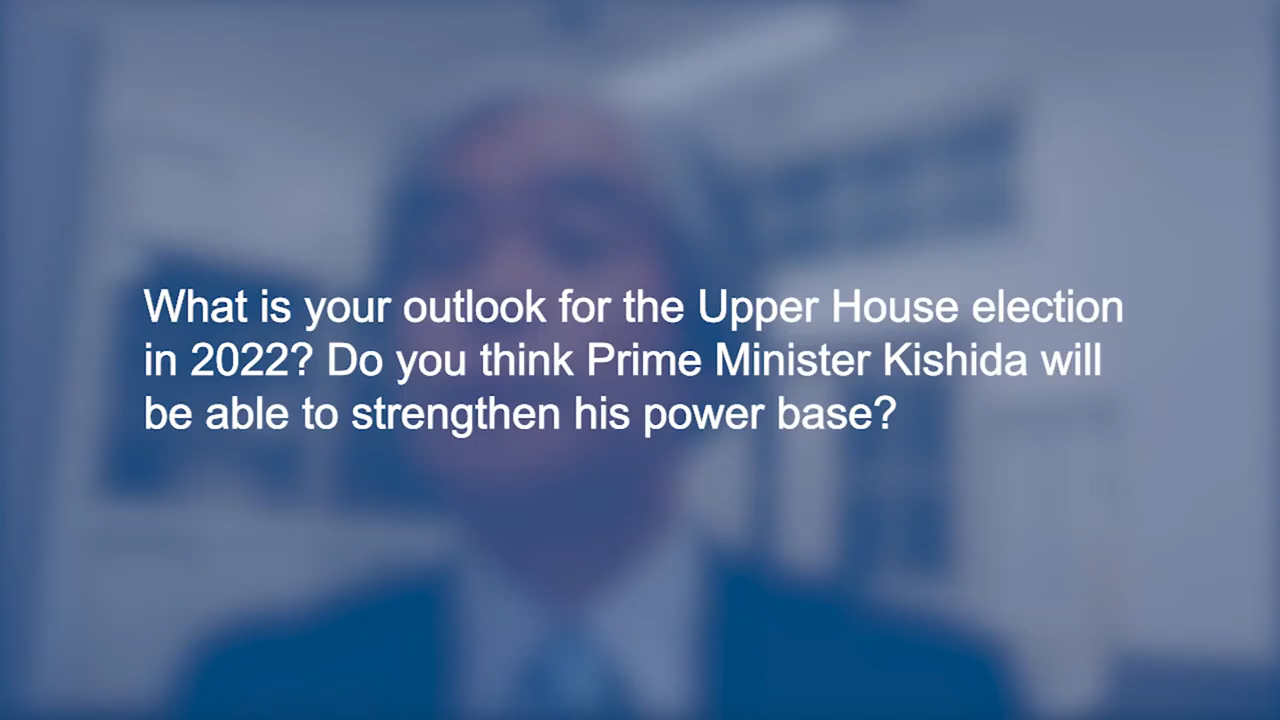 What is your outlook for the Upper House election
in 2022? Do you think Prime Minister Kishida will
be able to strengthen his power base?